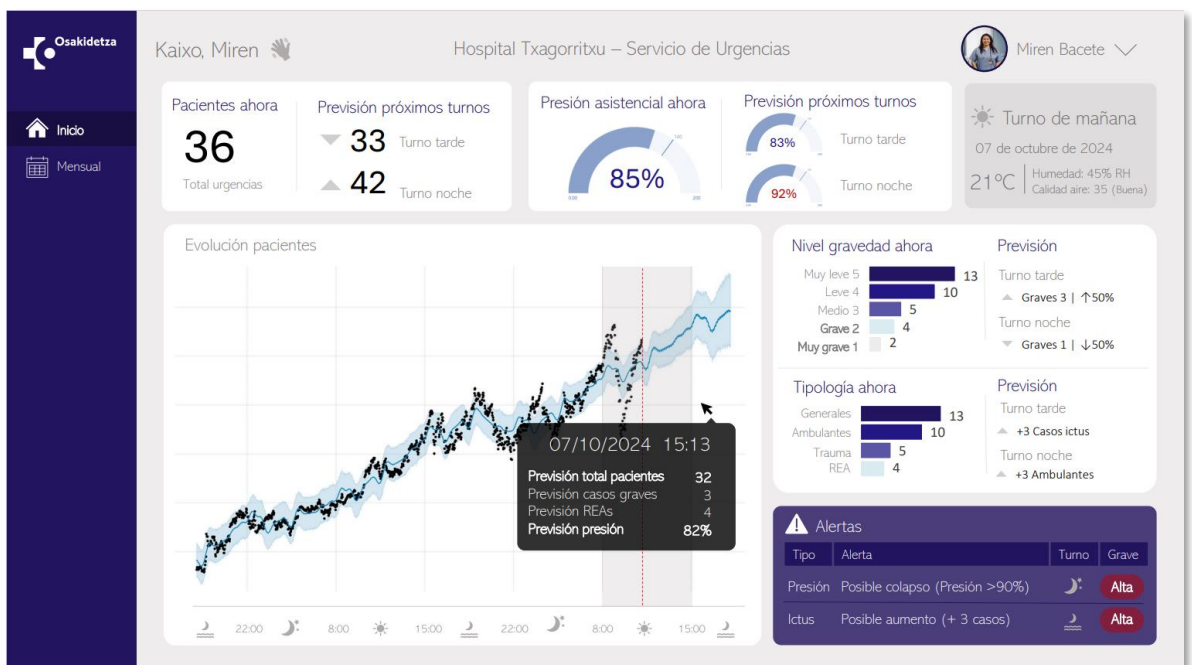 Osakidetza
Inicio
Mensual
Kaixo, Miren
Hospital Txagorritxu – Servicio de Urgencias
Miren Bacete
Pacientes ahora
36
Total urgencias
Previsión próximos turnos
33 Turno tarde
42 Turno noche
Presión asistencial ahora
85%
0.00
140
200
Previsión próximos turnos
83% Turno tarde
92% Turno noche
Turno de mañana
07 de octubre de 2024
21ºC
Humedad: 45% RH
Calidad aire: 35 (Buena)
Evolución pacientes
07/10/2024 15:13
Previsión total pacientes 32
Previsión casos graves 3
Previsión REAs 4
Previsión presión 82%
22:00 8:00 15:00 22:00 8:00 15:00
Nivel gravedad ahora
Muy leve 5 13
Leve 4 10
Medio 3 5
Grave 2 4
Muy grave 1 2
Previsión
Turno tarde
Graves 3 | ↑50%
Turno noche
Graves 1 | ↓50%
Tipología ahora
Generales 13
Ambulantes 10
Trauma 5
REA 4
Previsión
Turno tarde
+3 Casos ictus
Turno noche
+3 Ambulantes
Alertas
Tipo Alerta Turno Grave
Presión Posible colapso (Presión >90%) Alta
Ictus Posible aumento (+ 3 casos) Alta